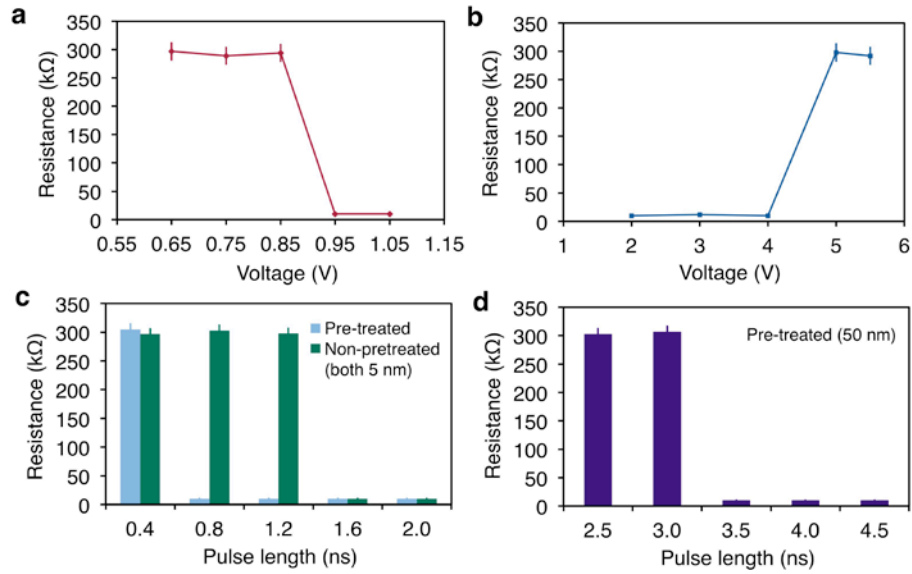 a
Resistance (kΩ)
350
300
250
200
150
100
50
0
0.55 0.65 0.75 0.85 0.95 1.05 1.15
Voltage (V)
b
Resistance (kΩ)
350
300
250
200
150
100
50
0
1 2 3 4 5 6
Voltage (V)
c
Resistance (kΩ)
350
300
250
200
150
100
50
0
Pre-treated
Non-pretreated
(both 5 nm)
0.4 0.8 1.2 1.6 2.0
Pulse length (ns)
d
Resistance (kΩ)
350
300
250
200
150
100
50
0
Pre-treated (50 nm)
2.5 3.0 3.5 4.0 4.5
Pulse length (ns)